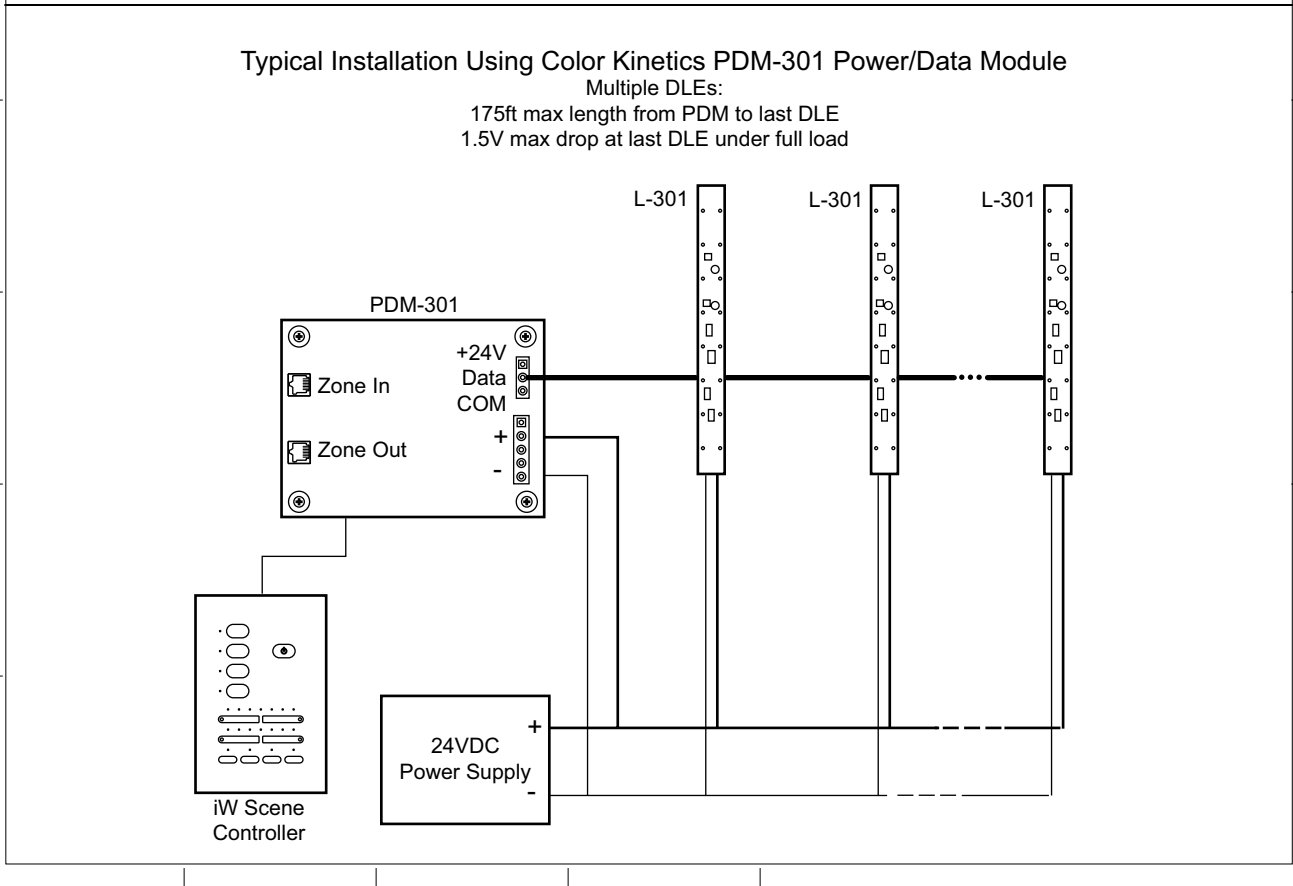 Typical Installation Using Color Kinetics PDM-301 Power/Data Module
Multiple DLEs:
175ft max length from PDM to last DLE
1.5V max drop at last DLE under full load
L-301
L-301
L-301
PDM-301
+24V
Data
COM
+
-
Zone In
Zone Out
iW Scene
Controller
24VDC
Power Supply
+
-